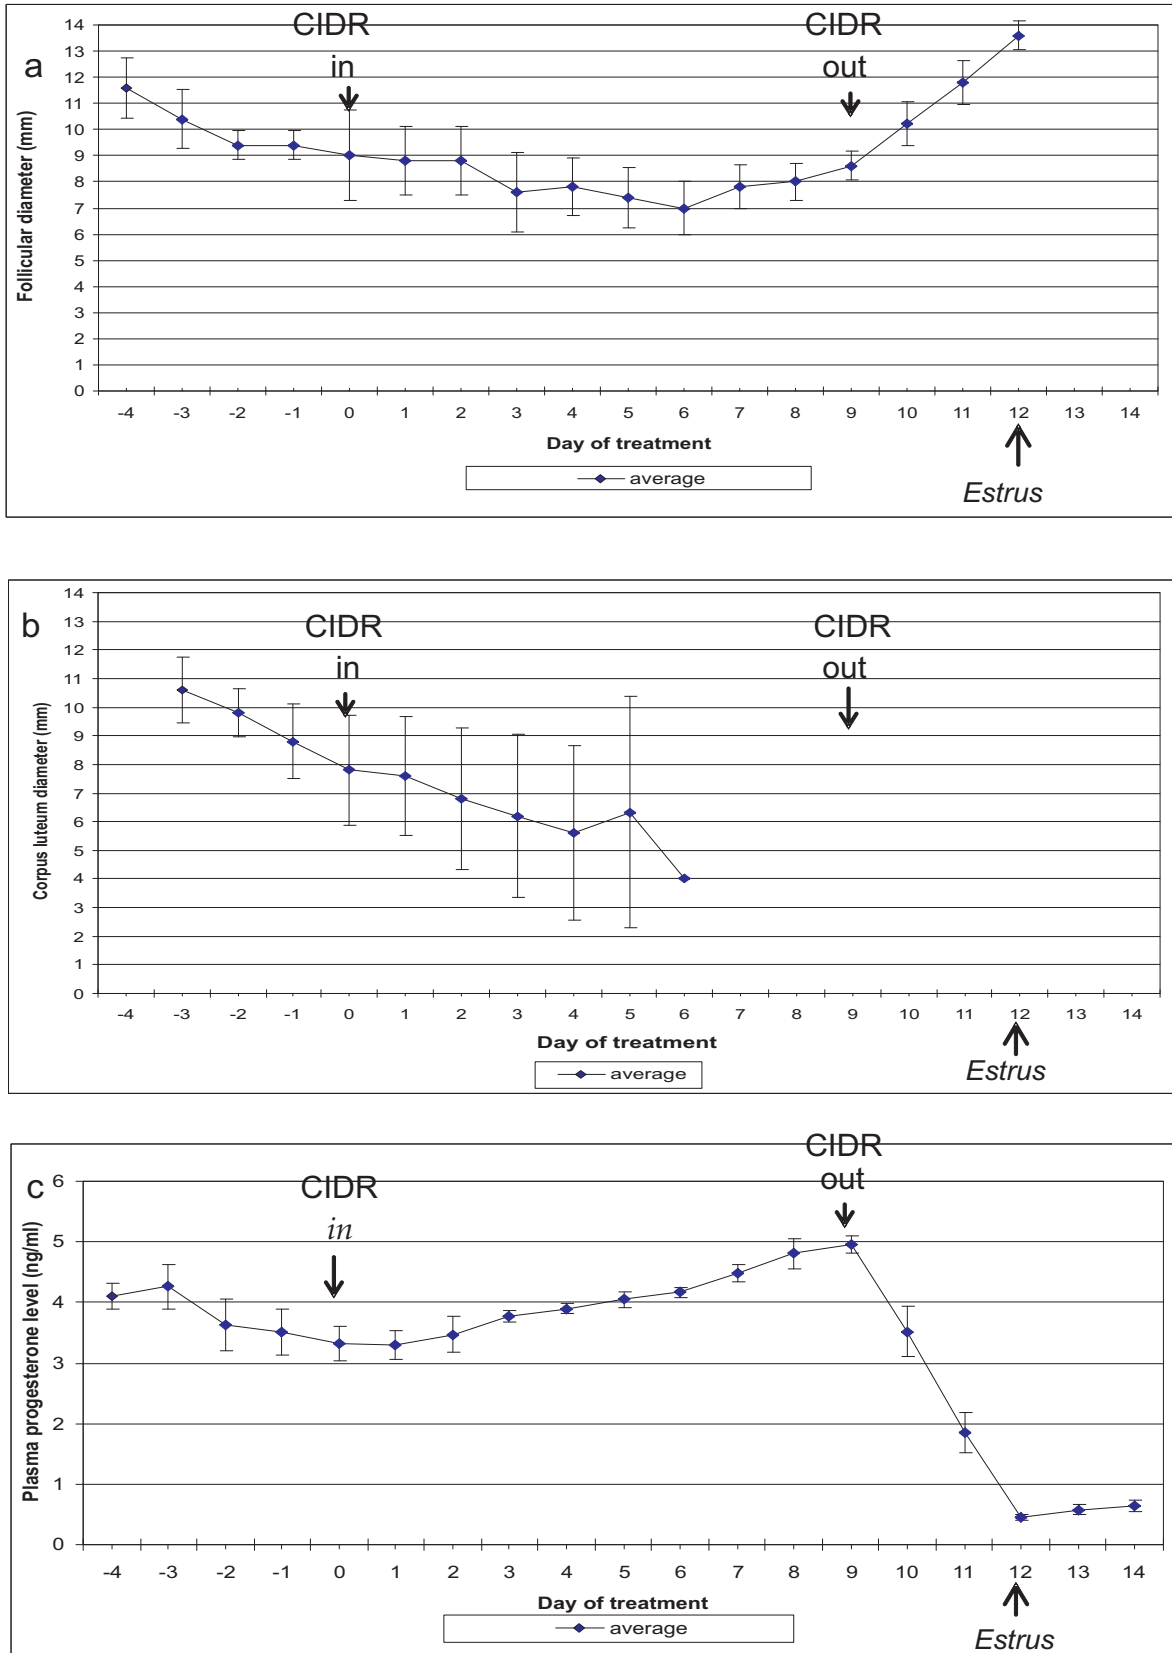 a
CIDR
in
CIDR
out
Follicular diameter (mm)
14
13
12
11
10
9
8
7
6
5
4
3
2
1
0
-4 -3 -2 -1 0 1 2 3 4 5 6 7 8 9 10 11 12 13 14
Day of treatment
average
Estrus
b
CIDR
in
CIDR
out
Corpus luteum diameter (mm)
14
13
12
11
10
9
8
7
6
5
4
3
2
1
0
-4 -3 -2 -1 0 1 2 3 4 5 6 7 8 9 10 11 12 13 14
Day of treatment
average
Estrus
c
CIDR
in
CIDR
out
Plasma progesterone level (ng/ml)
6
5
4
3
2
1
0
-4 -3 -2 -1 0 1 2 3 4 5 6 7 8 9 10 11 12 13 14
Day of treatment
average
Estrus